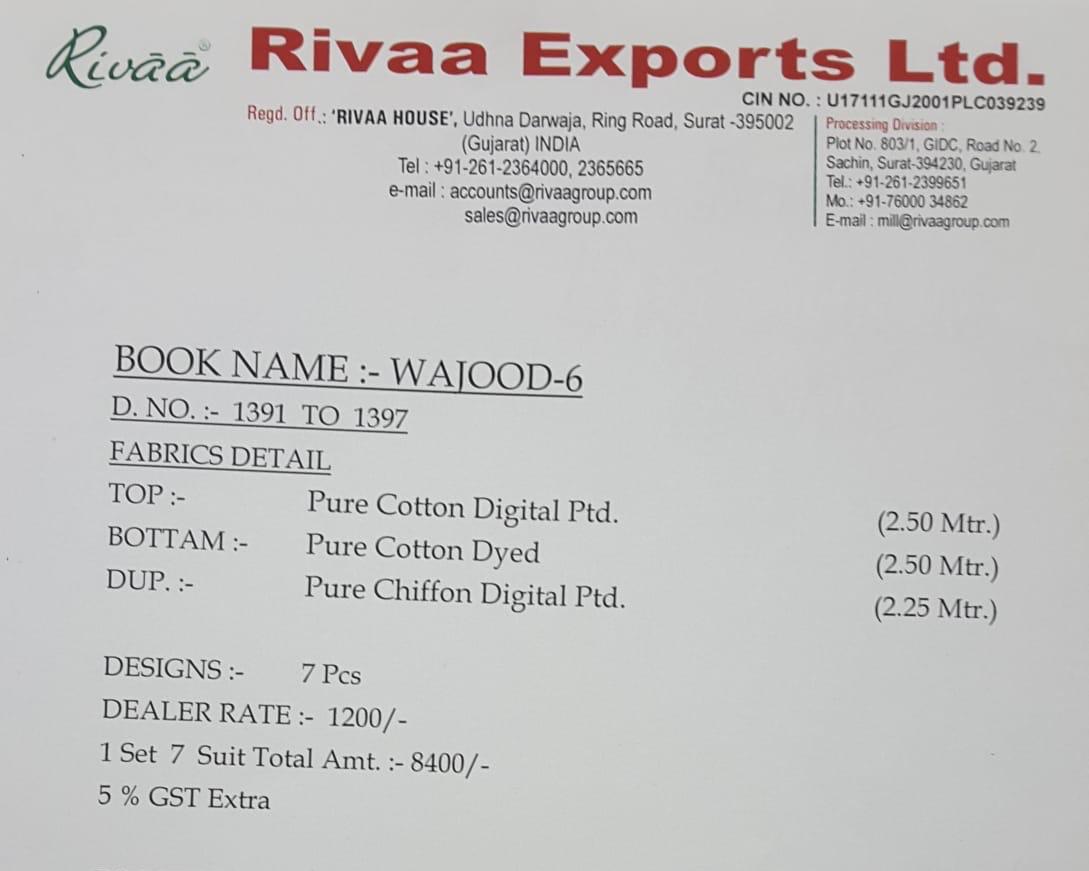 Rivāā®
Rivaa Exports Ltd.
CIN NO. : U17111GJ2001PLC039239
Regd. Off.: 'RIVAA HOUSE', Udhna Darwaja, Ring Road, Surat -395002
(Gujarat) INDIA
Tel : +91-261-2364000, 2365665
e-mail : accounts@rivaagroup.com
sales@rivaagroup.com
Processing Division :
Plot No. 803/1, GIDC, Road No. 2,
Sachin, Surat-394230, Gujarat
Tel.: +91-261-2399651
Mo.: +91-76000 34862
E-mail : mill@rivaagroup.com
BOOK NAME :- WAJOOD-6
D. NO. :- 1391 TO 1397
FABRICS DETAIL
TOP :- Pure Cotton Digital Ptd. (2.50 Mtr.)
BOTTAM :- Pure Cotton Dyed (2.50 Mtr.)
DUP. :- Pure Chiffon Digital Ptd. (2.25 Mtr.)
DESIGNS :- 7 Pcs
DEALER RATE :- 1200/-
1 Set 7 Suit Total Amt. :- 8400/-
5 % GST Extra